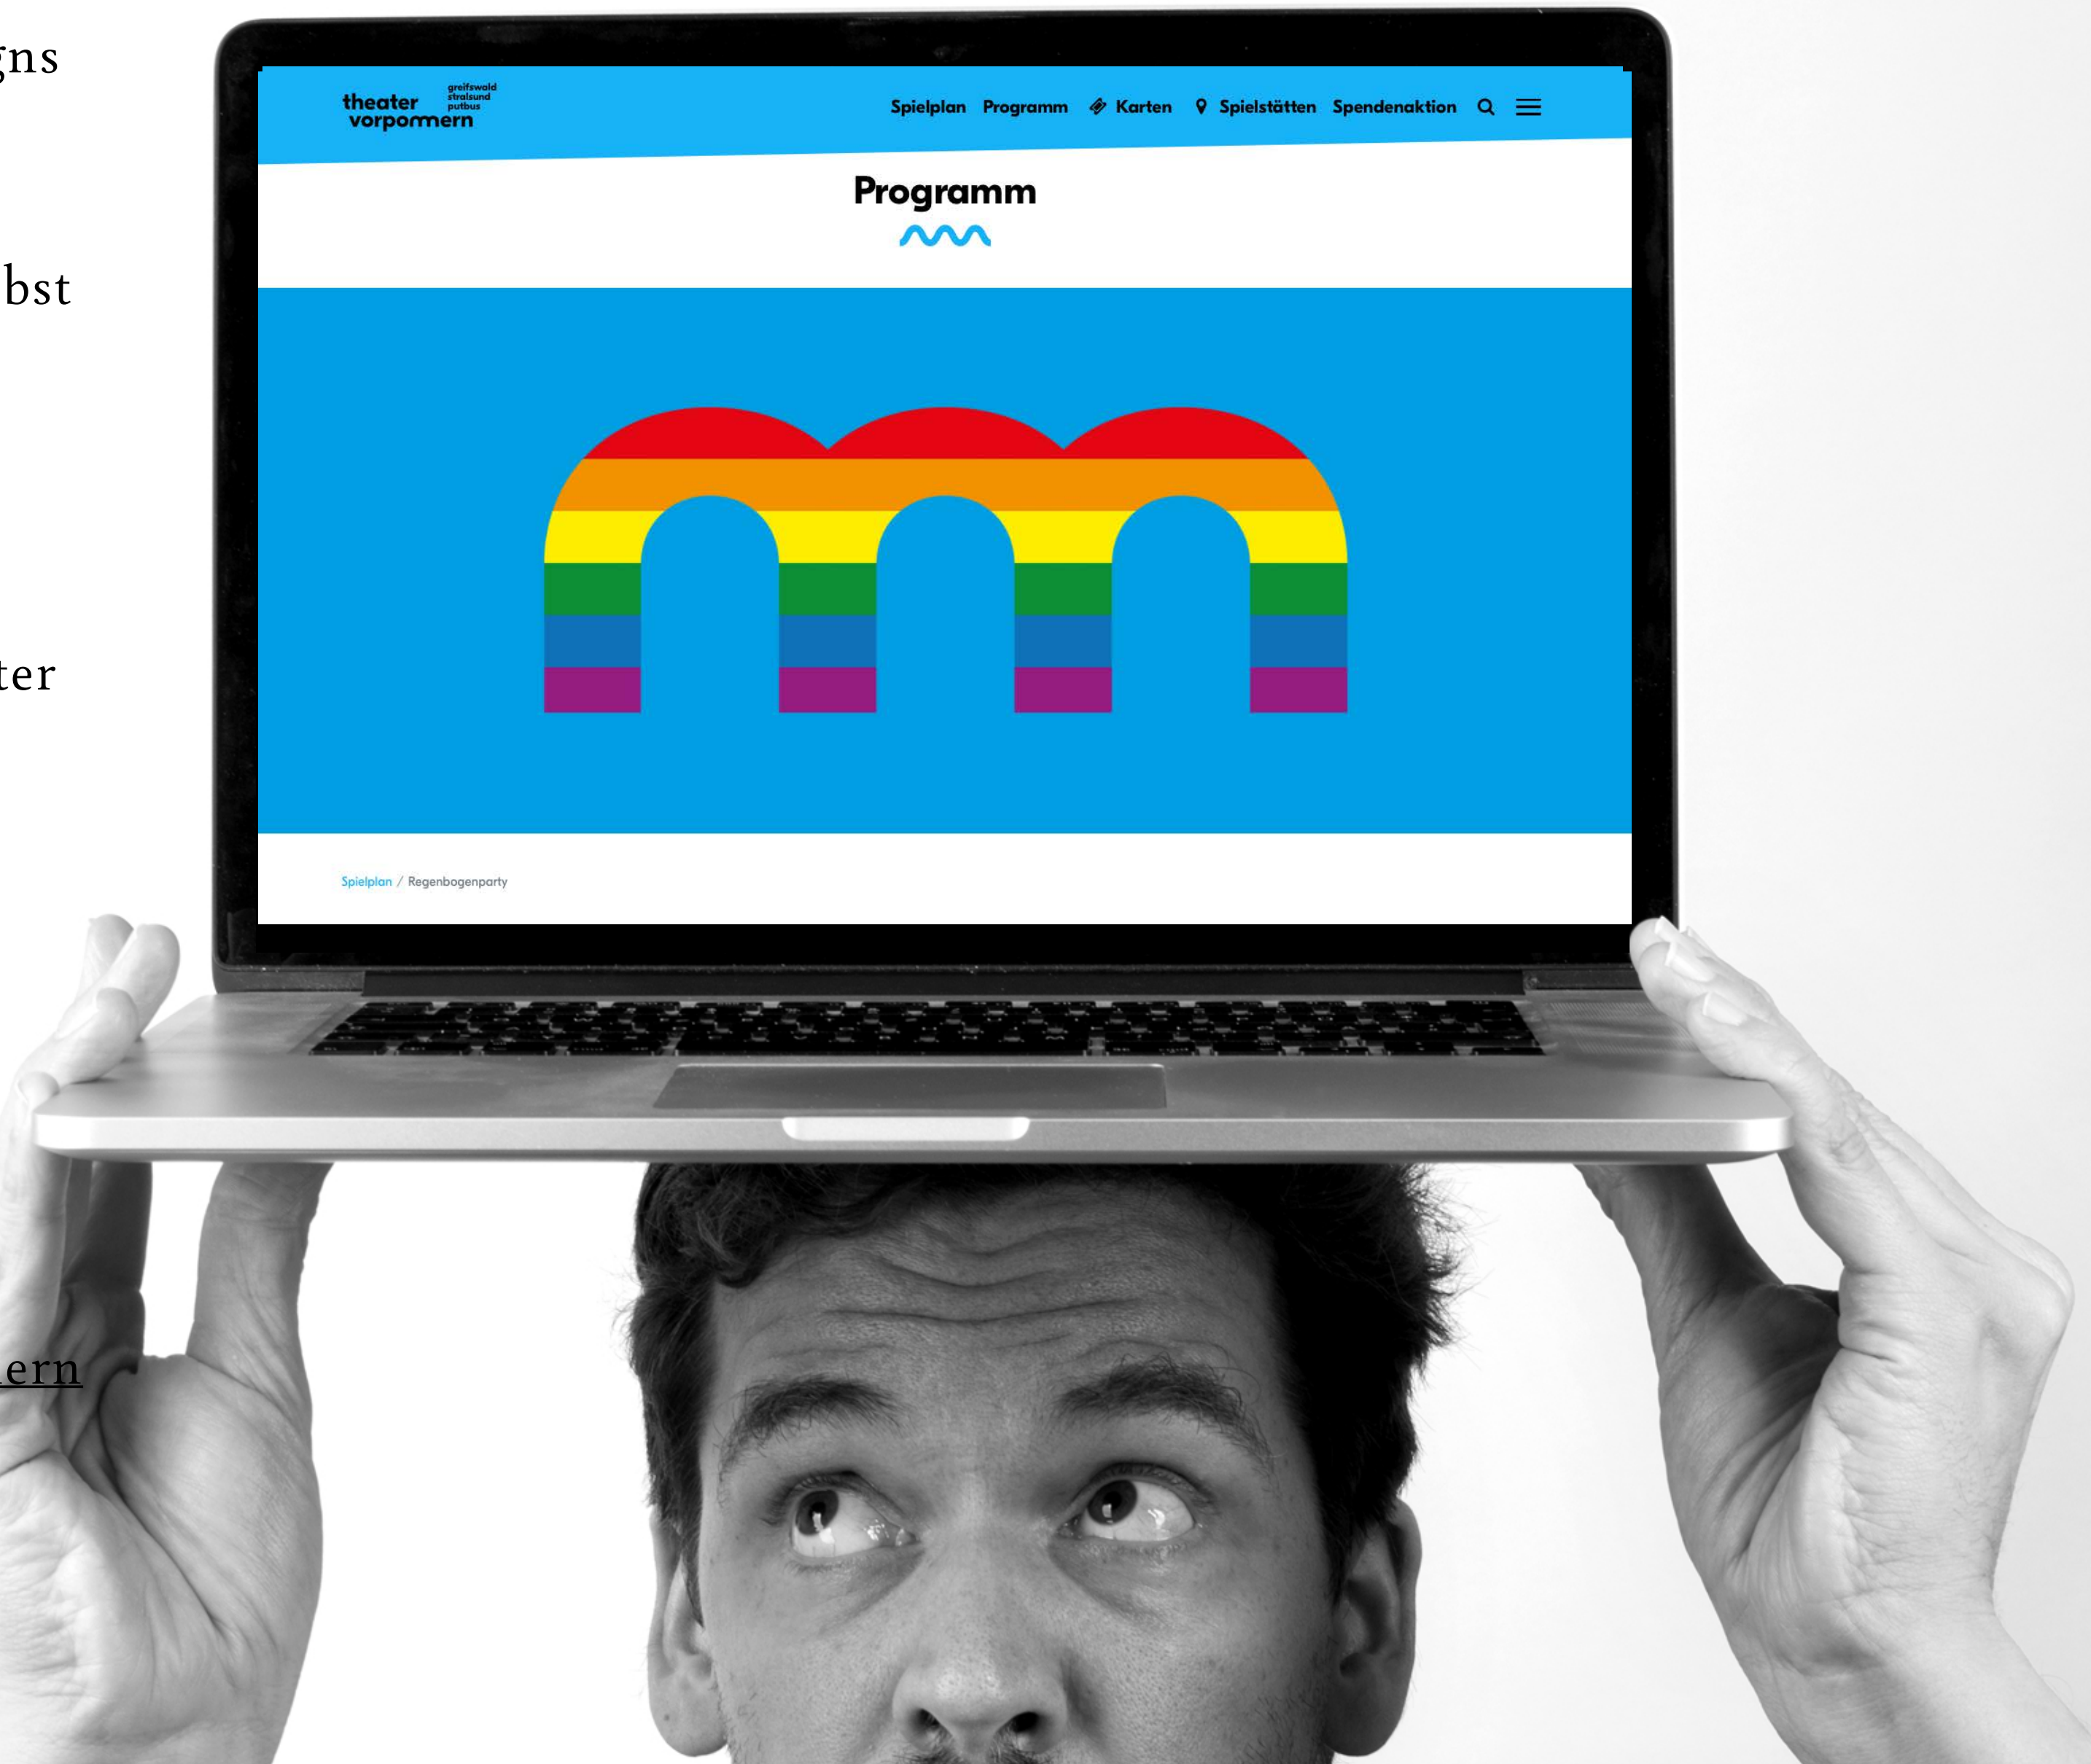 gns
bst
ter
ern
theater
vorpommern
greifswald
stralsund
putbus
Spielplan Programm Karten Spielstätten Spendenaktion
Programm
m
Spielplan / Regenbogenparty